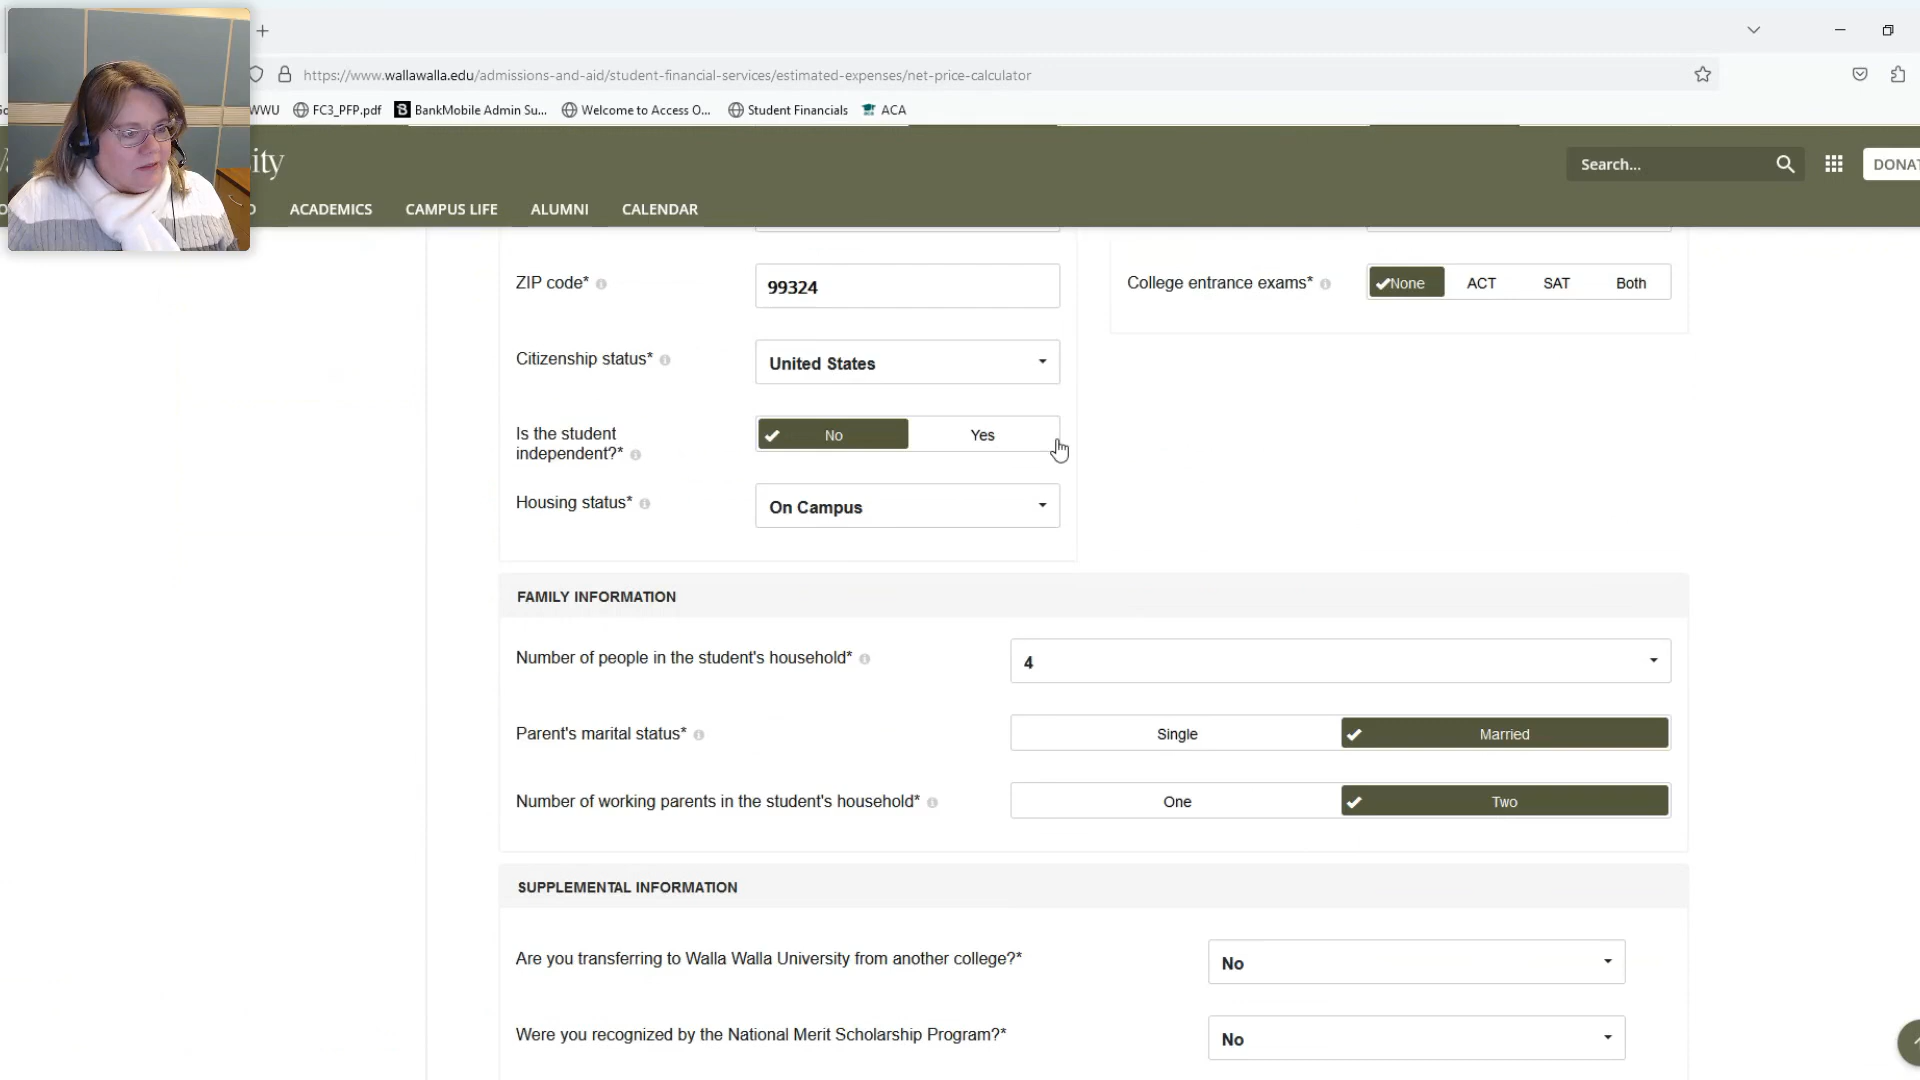 https://www.wallawalla.edu/admissions-and-aid/student-financial-services/estimated-expenses/net-price-calculator
WWU FC3_PFP.pdf BankMobile Admin Su... Welcome to Access O... Student Financials ACA
ity
Search...
DONAT
ACADEMICS CAMPUS LIFE ALUMNI CALENDAR
ZIP code*
99324
College entrance exams*
None ACT SAT Both
Citizenship status*
United States
Is the student
independent?*
No Yes
Housing status*
On Campus
FAMILY INFORMATION
Number of people in the student's household*
4
Parent's marital status*
Single Married
Number of working parents in the student's household*
One Two
SUPPLEMENTAL INFORMATION
Are you transferring to Walla Walla University from another college?*
No
Were you recognized by the National Merit Scholarship Program?*
No